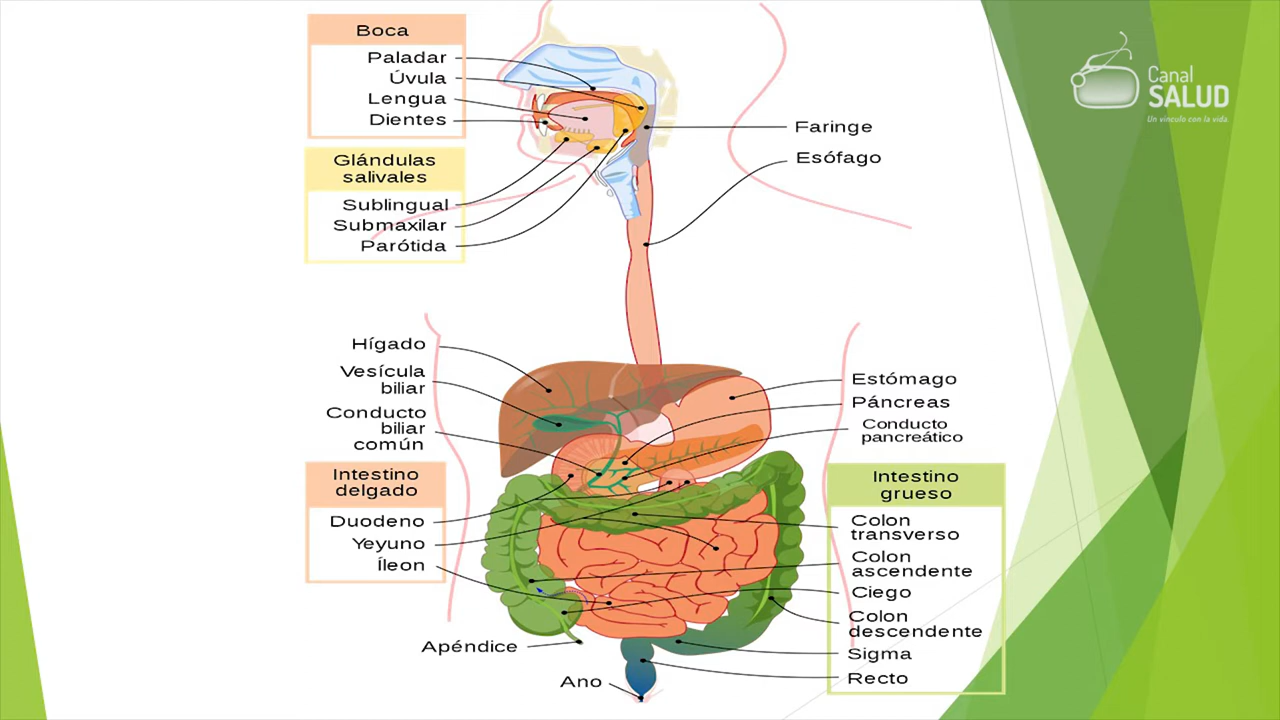 Boca
Paladar
Úvula
Lengua
Dientes
Glándulas
salivales
Sublingual
Submaxilar
Parótida
Faringe
Esófago
Canal
SALUD
Un vínculo con la vida.
Hígado
Vesícula
biliar
Conducto
biliar
común
Intestino
delgado
Duodeno
Yeyuno
Íleon
Apéndice
Ano
Estómago
Páncreas
Conducto
pancreático
Intestino
grueso
Colon
transverso
Colon
ascendente
Ciego
Colon
descendente
Sigma
Recto